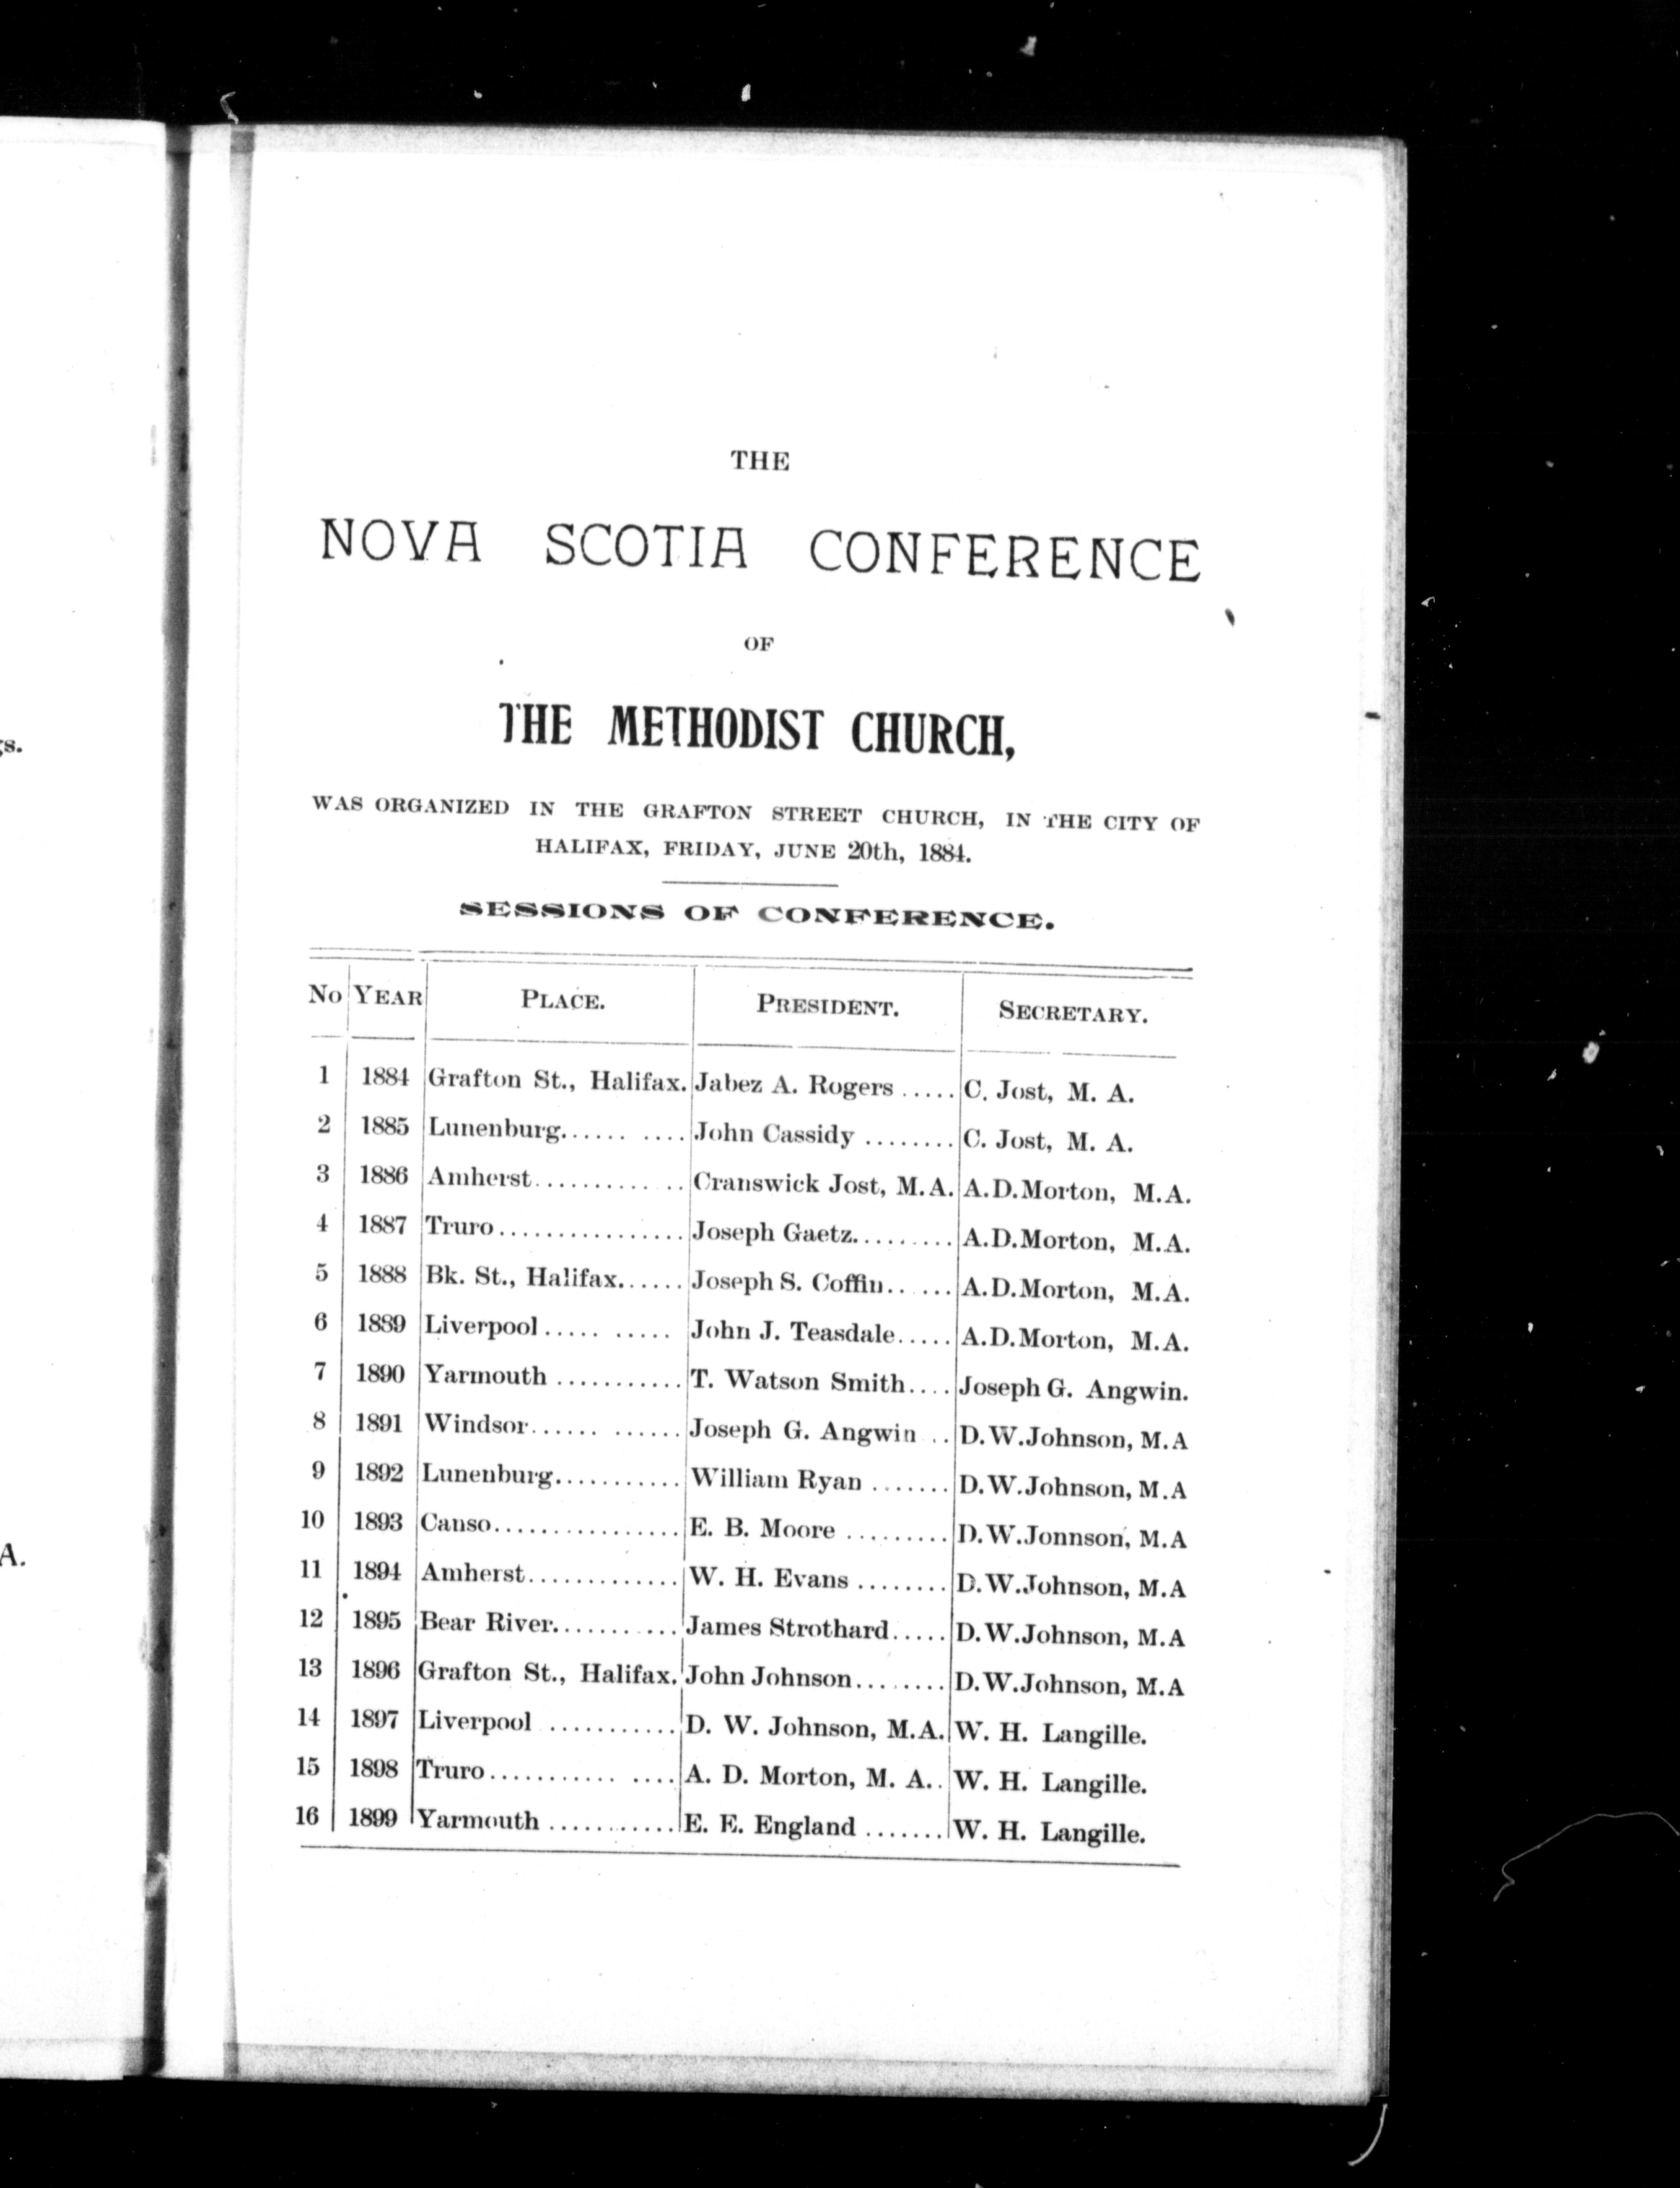 THE
NOVA SCOTIA CONFERENCE
OF
THE METHODIST CHURCH,
WAS ORGANIZED IN THE GRAFTON STREET CHURCH, IN THE CITY OF
HALIFAX, FRIDAY, JUNE 20th, 1884.
SESSIONS OF CONFERENCE.
No YEAR PLACE. PRESIDENT. SECRETARY.
1 1884 Grafton St., Halifax. Jabez A. Rogers ..... C. Jost, M. A.
2 1885 Lunenburg...... .... John Cassidy ........ C. Jost, M. A.
3 1886 Amherst........... .. Cranswick Jost, M.A. A.D.Morton, M.A.
4 1887 Truro................ Joseph Gaetz......... A.D.Morton, M.A.
5 1888 Bk. St., Halifax...... Joseph S. Coffin.. ... A.D.Morton, M.A.
6 1889 Liverpool..... ..... John J. Teasdale..... A.D.Morton, M.A.
7 1890 Yarmouth ........... T. Watson Smith.... Joseph G. Angwin.
8 1891 Windsor...... ...... Joseph G. Angwin .. D.W.Johnson, M.A
9 1892 Lunenburg........... William Ryan ....... D.W.Johnson, M.A
10 1893 Canso................ E. B. Moore ......... D.W.Jonnson, M.A
11 1894 Amherst............. W. H. Evans ........ D.W.Johnson, M.A
12 1895 Bear River........ ... James Strothard..... D.W.Johnson, M.A
13 1896 Grafton St., Halifax. John Johnson........ D.W.Johnson, M.A
14 1897 Liverpool ........... D. W. Johnson, M.A. W. H. Langille.
15 1898 Truro........... .... A. D. Morton, M. A.. W. H. Langille.
16 1899 Yarmouth ........... E. E. England ....... W. H. Langille.